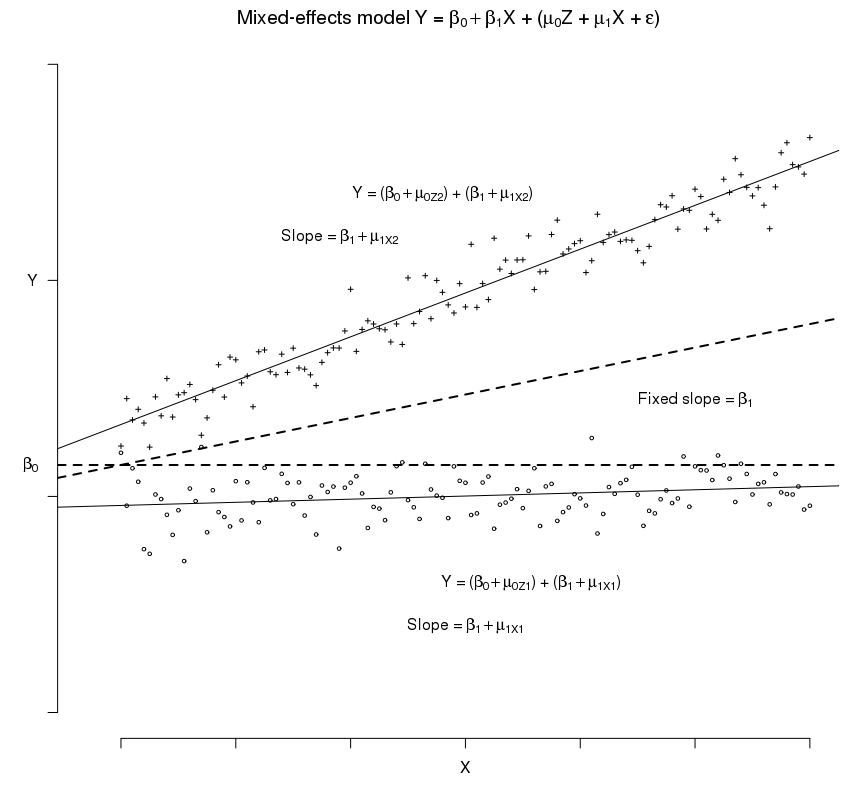 Mixed-effects model Y = β₀ + β₁X + (μ₀Z + μ₁X + ε)
Y = (β₀ + μ₀Z2) + (β₁ + μ₁X2)
Slope = β₁ + μ₁X2
Y
Fixed slope = β₁
β₀
Y = (β₀ + μ₀Z1) + (β₁ + μ₁X1)
Slope = β₁ + μ₁X1
X